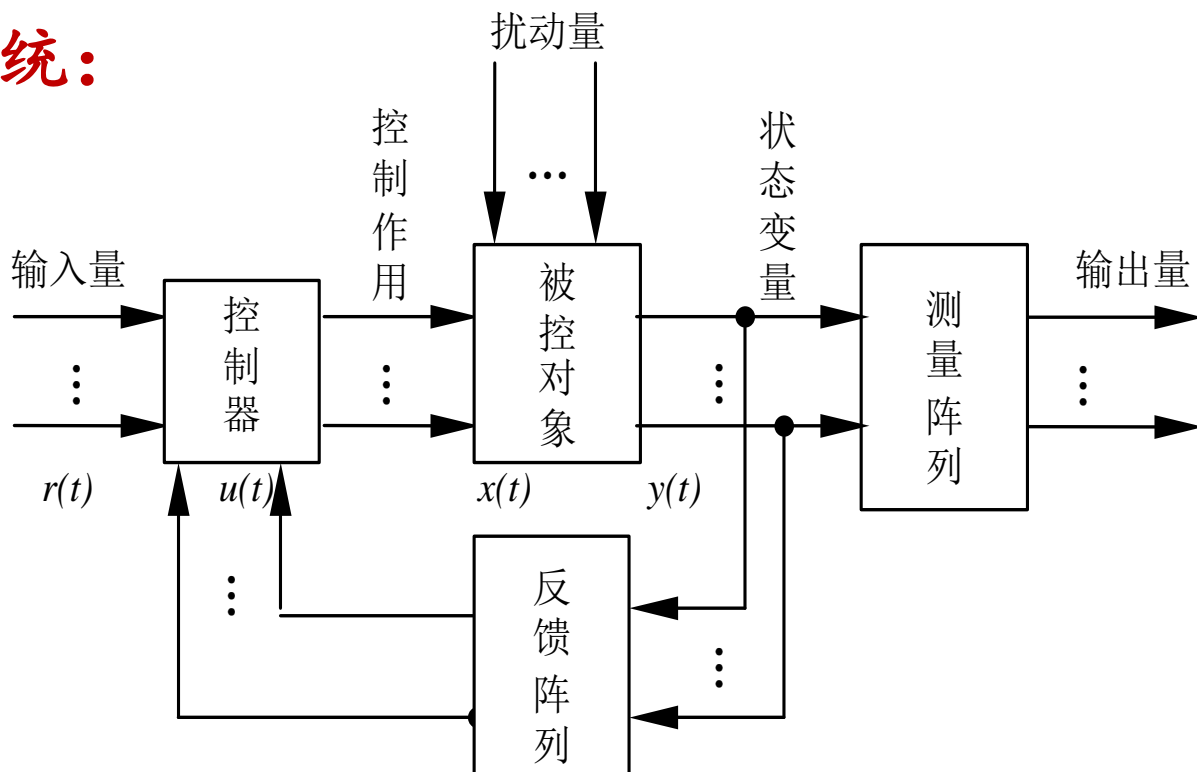 统：
扰动量
控制作用
状态变量
输入量
控制器
被控对象
测量阵列
输出量
r(t)
u(t)
x(t)
y(t)
反馈阵列